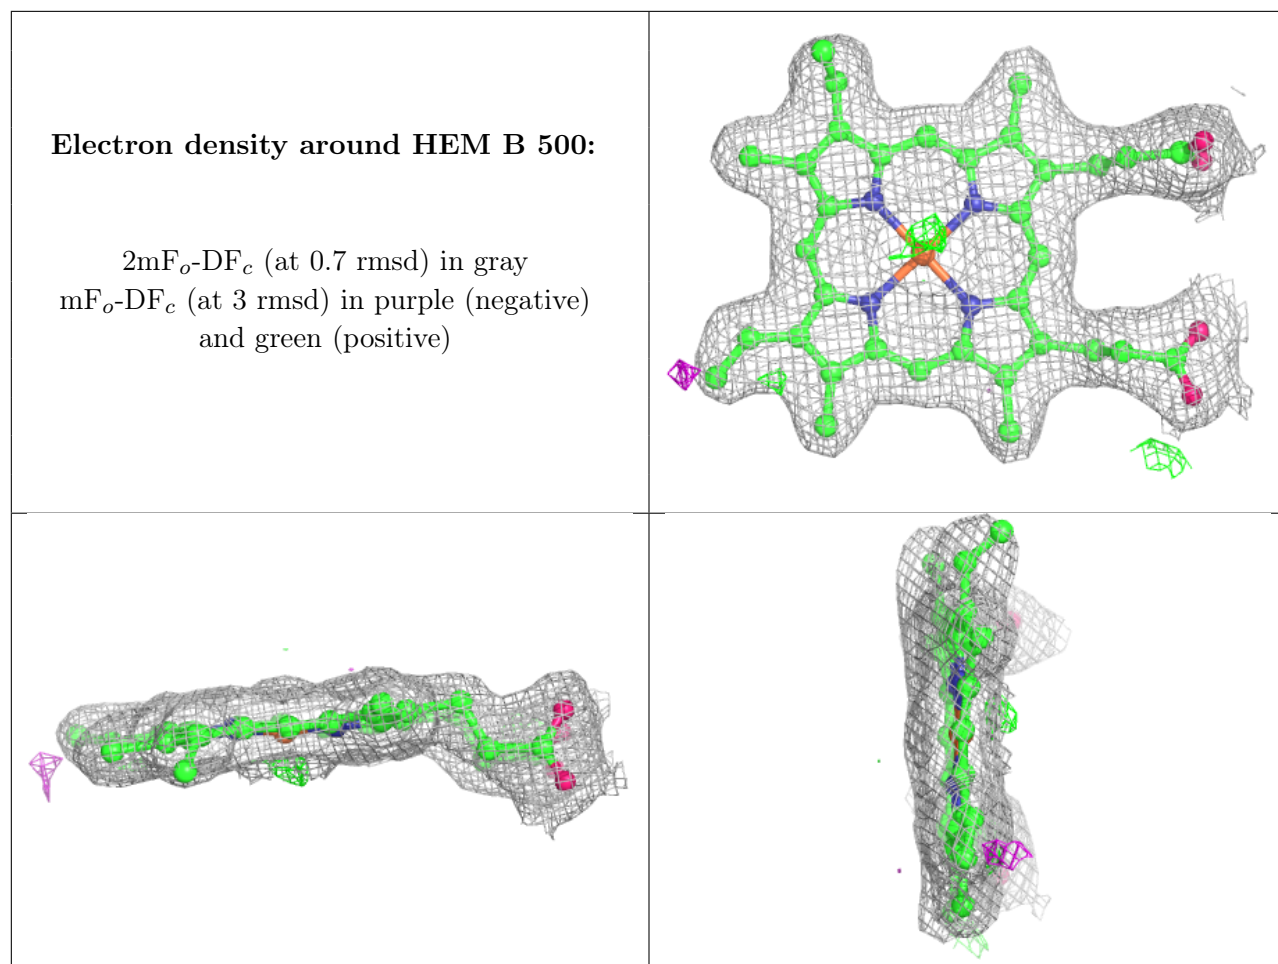 Electron density around HEM B 500:
2mFo-DFc (at 0.7 rmsd) in gray
mFo-DFc (at 3 rmsd) in purple (negative)
and green (positive)